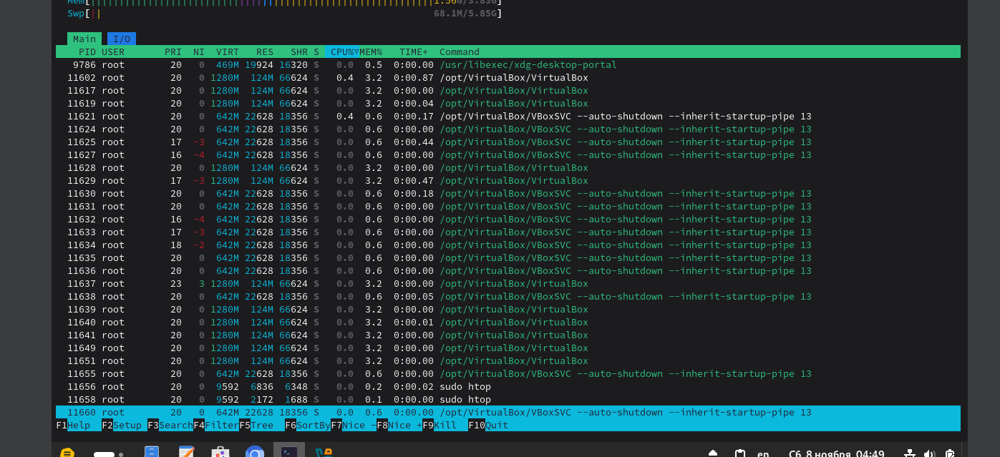 Mem[ 1.56G/3.83G]
Swp[ 68.1M/5.85G]
Main I/O
PID USER PRI NI VIRT RES SHR S CPU%▽MEM% TIME+ Command
9786 root 20 0 469M 19924 16320 S 0.0 0.5 0:00.00 /usr/libexec/xdg-desktop-portal
11602 root 20 0 1280M 124M 66624 S 0.4 3.2 0:00.87 /opt/VirtualBox/VirtualBox
11617 root 20 0 1280M 124M 66624 S 0.0 3.2 0:00.00 /opt/VirtualBox/VirtualBox
11619 root 20 0 1280M 124M 66624 S 0.0 3.2 0:00.04 /opt/VirtualBox/VirtualBox
11621 root 20 0 642M 22628 18356 S 0.4 0.6 0:00.17 /opt/VirtualBox/VBoxSVC --auto-shutdown --inherit-startup-pipe 13
11624 root 20 0 642M 22628 18356 S 0.0 0.6 0:00.00 /opt/VirtualBox/VBoxSVC --auto-shutdown --inherit-startup-pipe 13
11625 root 17 -3 642M 22628 18356 S 0.0 0.6 0:00.44 /opt/VirtualBox/VBoxSVC --auto-shutdown --inherit-startup-pipe 13
11627 root 16 -4 642M 22628 18356 S 0.0 0.6 0:00.00 /opt/VirtualBox/VBoxSVC --auto-shutdown --inherit-startup-pipe 13
11628 root 20 0 1280M 124M 66624 S 0.0 3.2 0:00.00 /opt/VirtualBox/VirtualBox
11629 root 17 -3 1280M 124M 66624 S 0.0 3.2 0:00.47 /opt/VirtualBox/VirtualBox
11630 root 20 0 642M 22628 18356 S 0.0 0.6 0:00.18 /opt/VirtualBox/VBoxSVC --auto-shutdown --inherit-startup-pipe 13
11631 root 20 0 642M 22628 18356 S 0.0 0.6 0:00.00 /opt/VirtualBox/VBoxSVC --auto-shutdown --inherit-startup-pipe 13
11632 root 16 -4 642M 22628 18356 S 0.0 0.6 0:00.00 /opt/VirtualBox/VBoxSVC --auto-shutdown --inherit-startup-pipe 13
11633 root 17 -3 642M 22628 18356 S 0.0 0.6 0:00.00 /opt/VirtualBox/VBoxSVC --auto-shutdown --inherit-startup-pipe 13
11634 root 18 -2 642M 22628 18356 S 0.0 0.6 0:00.00 /opt/VirtualBox/VBoxSVC --auto-shutdown --inherit-startup-pipe 13
11635 root 20 0 642M 22628 18356 S 0.0 0.6 0:00.00 /opt/VirtualBox/VBoxSVC --auto-shutdown --inherit-startup-pipe 13
11636 root 20 0 642M 22628 18356 S 0.0 0.6 0:00.00 /opt/VirtualBox/VBoxSVC --auto-shutdown --inherit-startup-pipe 13
11637 root 23 3 1280M 124M 66624 S 0.0 3.2 0:00.00 /opt/VirtualBox/VirtualBox
11638 root 20 0 642M 22628 18356 S 0.0 0.6 0:00.05 /opt/VirtualBox/VBoxSVC --auto-shutdown --inherit-startup-pipe 13
11639 root 20 0 1280M 124M 66624 S 0.0 3.2 0:00.00 /opt/VirtualBox/VirtualBox
11640 root 20 0 1280M 124M 66624 S 0.0 3.2 0:00.01 /opt/VirtualBox/VirtualBox
11641 root 20 0 1280M 124M 66624 S 0.0 3.2 0:00.00 /opt/VirtualBox/VirtualBox
11649 root 20 0 1280M 124M 66624 S 0.0 3.2 0:00.00 /opt/VirtualBox/VirtualBox
11651 root 20 0 1280M 124M 66624 S 0.0 3.2 0:00.00 /opt/VirtualBox/VirtualBox
11655 root 20 0 642M 22628 18356 S 0.0 0.6 0:00.00 /opt/VirtualBox/VBoxSVC --auto-shutdown --inherit-startup-pipe 13
11656 root 20 0 9592 6836 6348 S 0.0 0.2 0:00.02 sudo htop
11658 root 20 0 9592 2172 1688 S 0.0 0.1 0:00.00 sudo htop
11660 root 20 0 642M 22628 18356 S 0.0 0.6 0:00.00 /opt/VirtualBox/VBoxSVC --auto-shutdown --inherit-startup-pipe 13
F1Help F2Setup F3SearchF4FilterF5Tree F6SortByF7Nice -F8Nice +F9Kill F10Quit
en Сб, 8 ноября 04:49